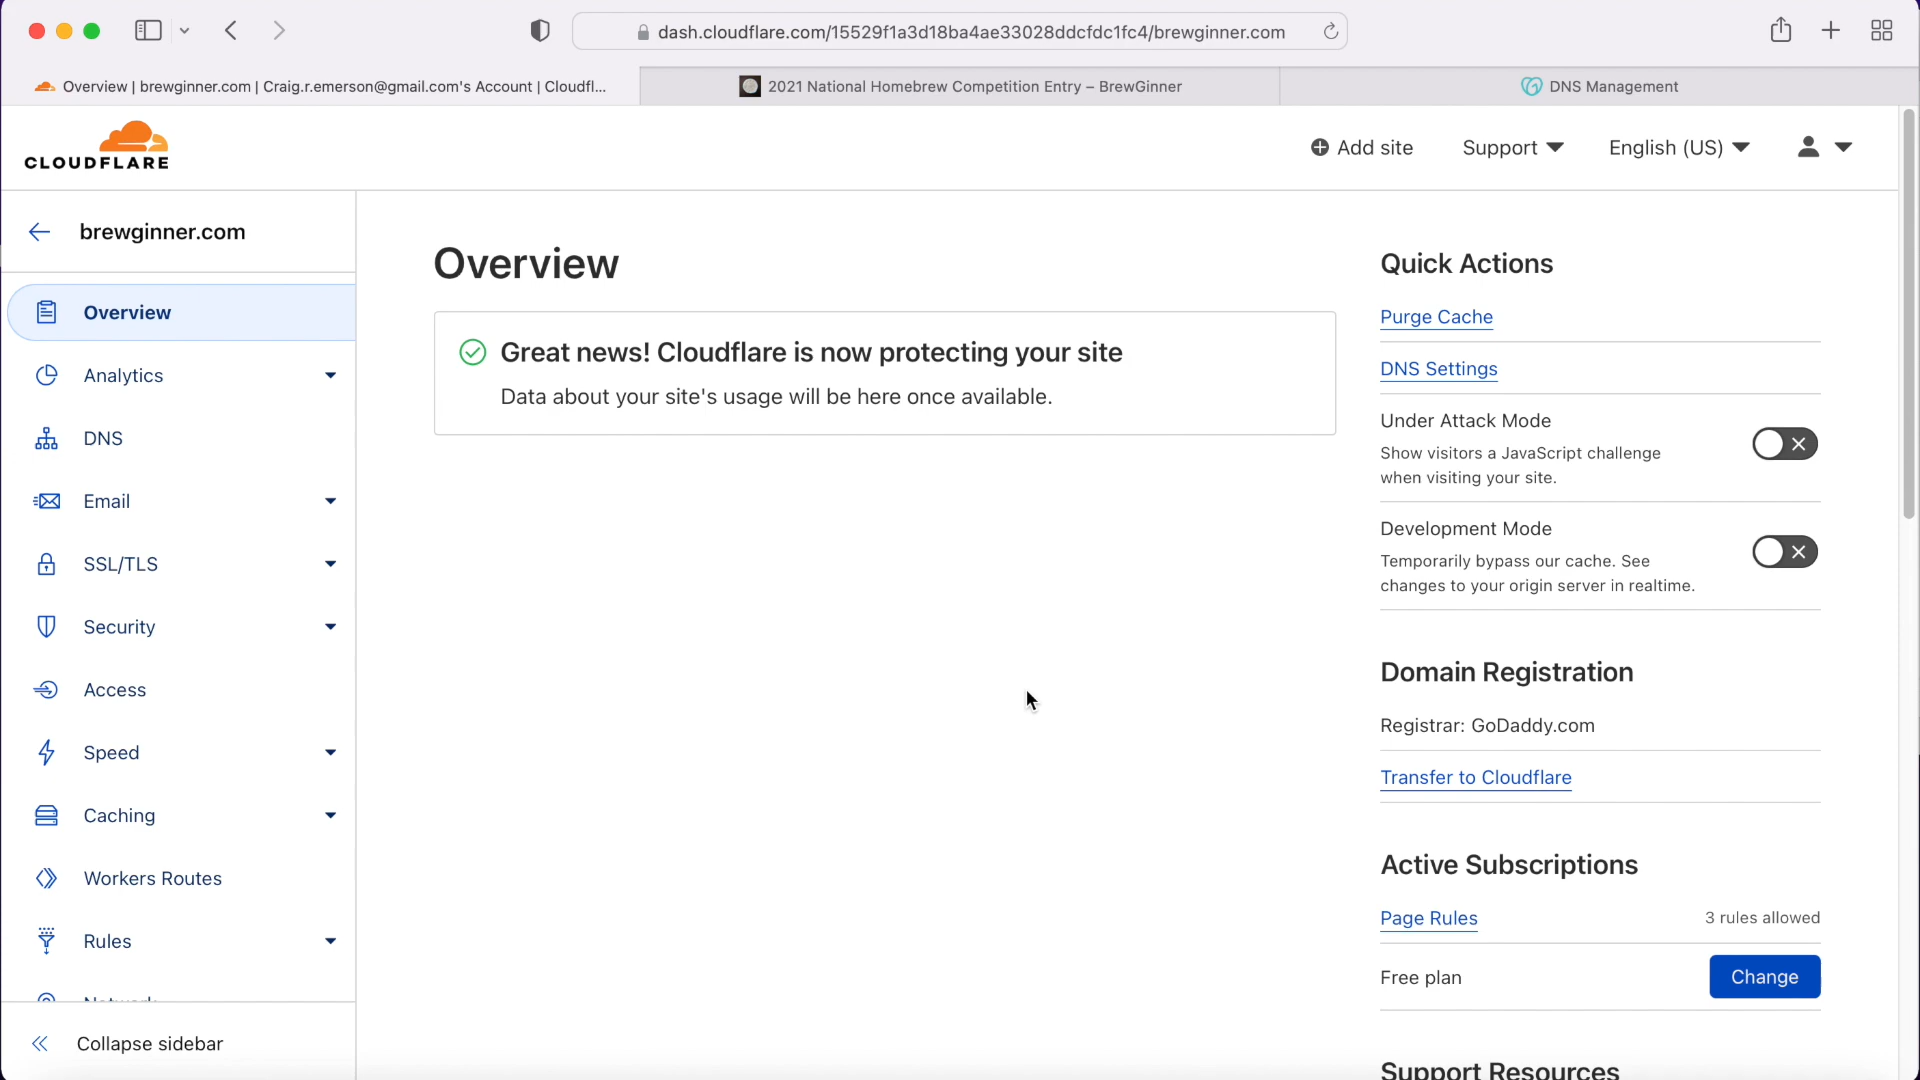 dash.cloudflare.com/15529f1a3d18ba4ae33028ddcfdc1fc4/brewginner.com
Overview | brewginner.com | Craig.r.emerson@gmail.com's Account | Cloudfl...
2021 National Homebrew Competition Entry – BrewGinner
DNS Management
CLOUDFLARE
Add site
Support
English (US)
brewginner.com
Overview
Analytics
DNS
Email
SSL/TLS
Security
Access
Speed
Caching
Workers Routes
Rules
Network
Collapse sidebar
Overview
Great news! Cloudflare is now protecting your site
Data about your site's usage will be here once available.
Quick Actions
Purge Cache
DNS Settings
Under Attack Mode
Show visitors a JavaScript challenge
when visiting your site.
Development Mode
Temporarily bypass our cache. See
changes to your origin server in realtime.
Domain Registration
Registrar: GoDaddy.com
Transfer to Cloudflare
Active Subscriptions
Page Rules
3 rules allowed
Free plan
Change
Support Resources